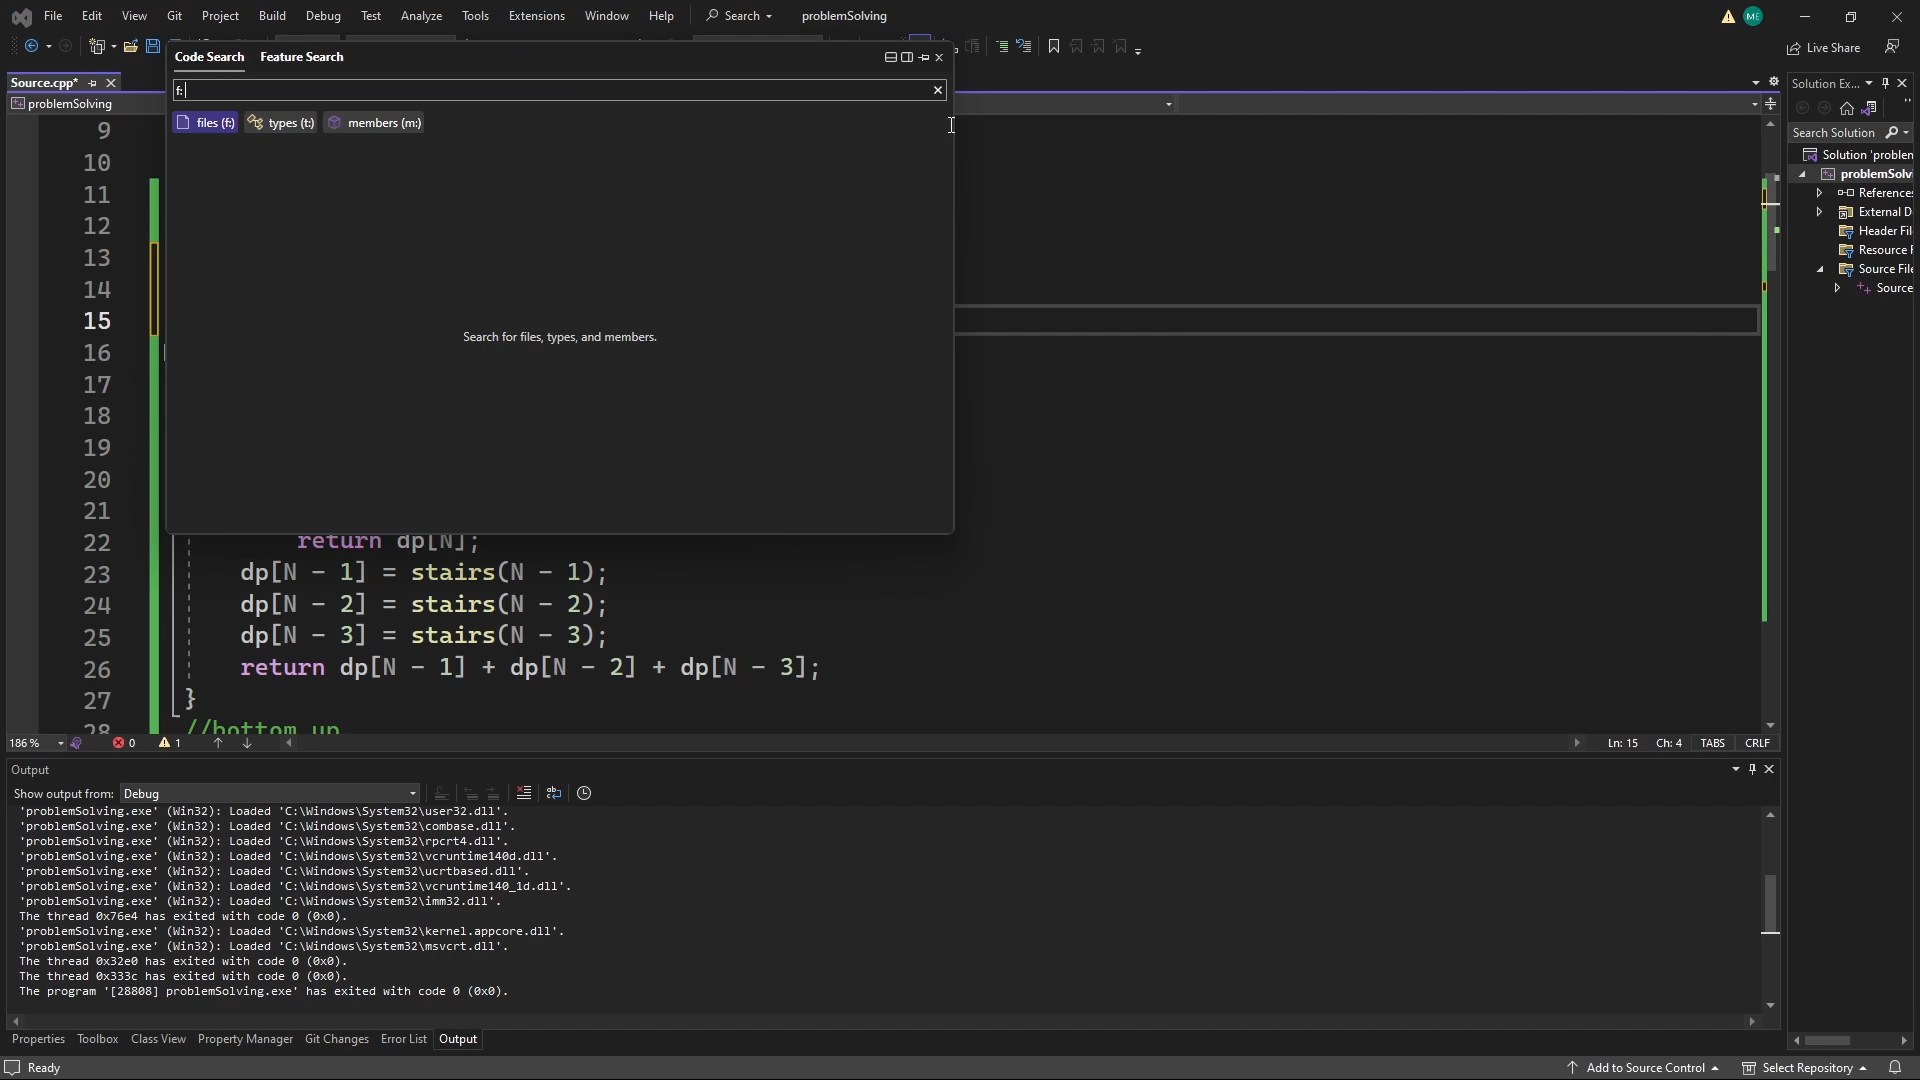 File Edit View Git Project Build Debug Test Analyze Tools Extensions Window Help Search problemSolving ME
Live Share
Code Search Feature Search
Source.cpp*
Solution Ex...
f:
problemSolving
files (f:) types (t:) members (m:)
Search Solution
Solution 'problem
problemSolvi
References
External D
Header Fil
Resource F
Source File
Source
Search for files, types, and members.
9
10
11
12
13
14
15
16
17
18
19
20
21
22 return dp[N];
23 dp[N - 1] = stairs(N - 1);
24 dp[N - 2] = stairs(N - 2);
25 dp[N - 3] = stairs(N - 3);
26 return dp[N - 1] + dp[N - 2] + dp[N - 3];
27 }
28 //bottom up
186 % 0 1 Ln: 15 Ch: 4 TABS CRLF
Output
Show output from: Debug
'problemSolving.exe' (Win32): Loaded 'C:\Windows\System32\user32.dll'.
'problemSolving.exe' (Win32): Loaded 'C:\Windows\System32\combase.dll'.
'problemSolving.exe' (Win32): Loaded 'C:\Windows\System32\rpcrt4.dll'.
'problemSolving.exe' (Win32): Loaded 'C:\Windows\System32\vcruntime140d.dll'.
'problemSolving.exe' (Win32): Loaded 'C:\Windows\System32\ucrtbased.dll'.
'problemSolving.exe' (Win32): Loaded 'C:\Windows\System32\vcruntime140_1d.dll'.
'problemSolving.exe' (Win32): Loaded 'C:\Windows\System32\imm32.dll'.
The thread 0x76e4 has exited with code 0 (0x0).
'problemSolving.exe' (Win32): Loaded 'C:\Windows\System32\kernel.appcore.dll'.
'problemSolving.exe' (Win32): Loaded 'C:\Windows\System32\msvcrt.dll'.
The thread 0x32e0 has exited with code 0 (0x0).
The thread 0x333c has exited with code 0 (0x0).
The program '[28808] problemSolving.exe' has exited with code 0 (0x0).
Properties Toolbox Class View Property Manager Git Changes Error List Output
Ready Add to Source Control Select Repository